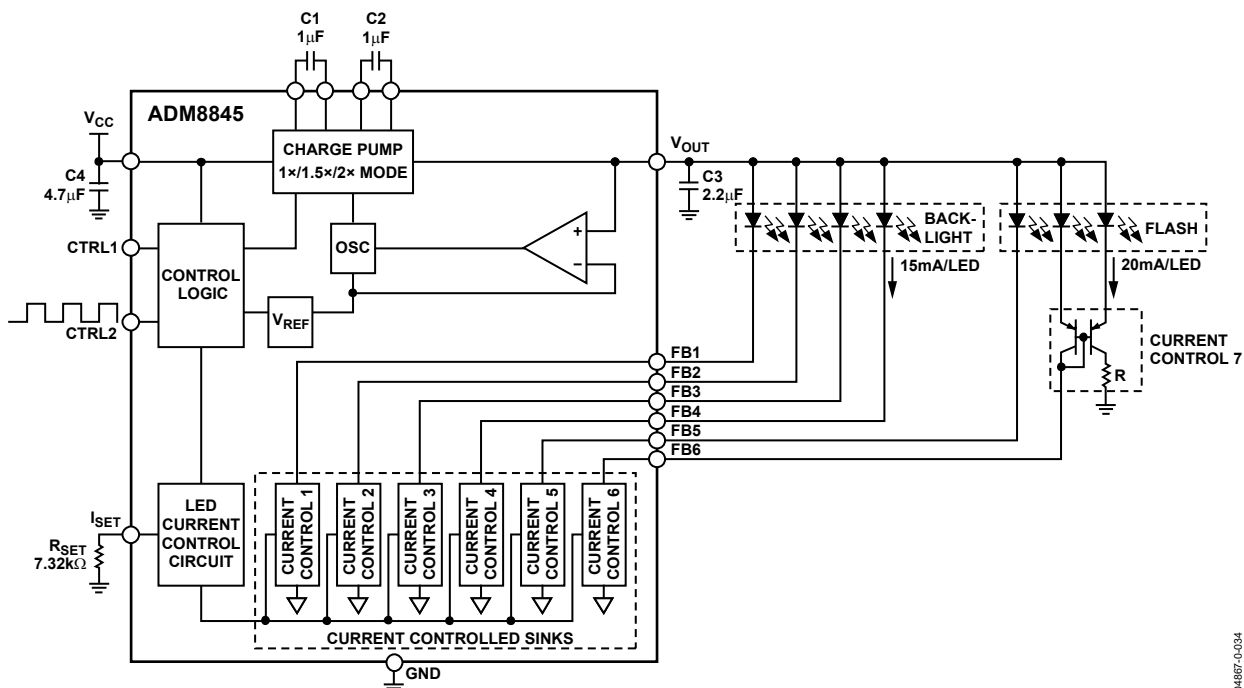 C1
1μF
C2
1μF
ADM8845
VCC
C4
4.7μF
CHARGE PUMP
1×/1.5×/2× MODE
VOUT
C3
2.2μF
BACK-
LIGHT
FLASH
15mA/LED
20mA/LED
CTRL1
CONTROL
LOGIC
OSC
+
−
CTRL2
VREF
CURRENT
CONTROL 7
R
FB1
FB2
FB3
FB4
FB5
FB6
ISET
RSET
7.32kΩ
LED
CURRENT
CONTROL
CIRCUIT
CURRENT
CONTROL 1
CURRENT
CONTROL 2
CURRENT
CONTROL 3
CURRENT
CONTROL 4
CURRENT
CONTROL 5
CURRENT
CONTROL 6
CURRENT CONTROLLED SINKS
GND
04867-0-034